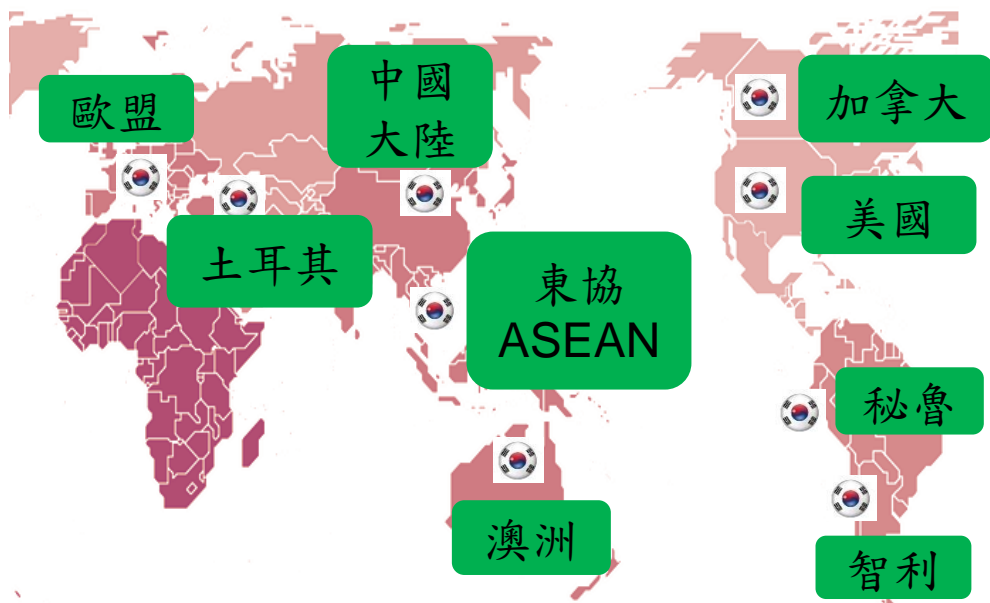 歐盟
中國
大陸
加拿大
土耳其
美國
東協
ASEAN
秘魯
澳洲
智利